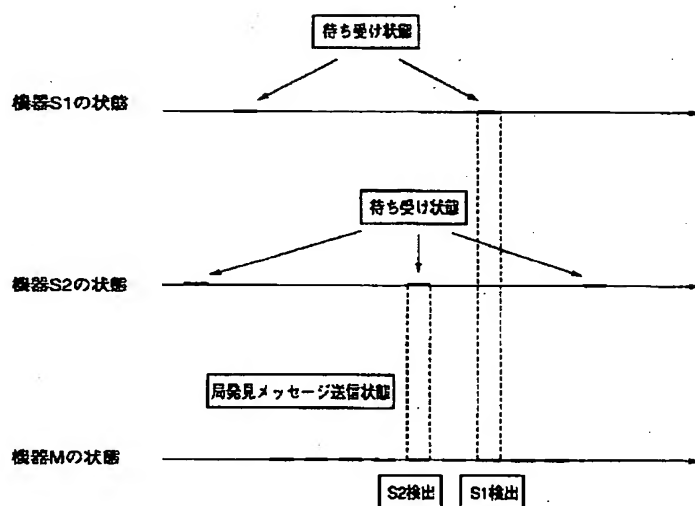 待ち受け状態
機器S1の状態
待ち受け状態
機器S2の状態
局発見メッセージ送信状態
機器Mの状態
S2検出
S1検出